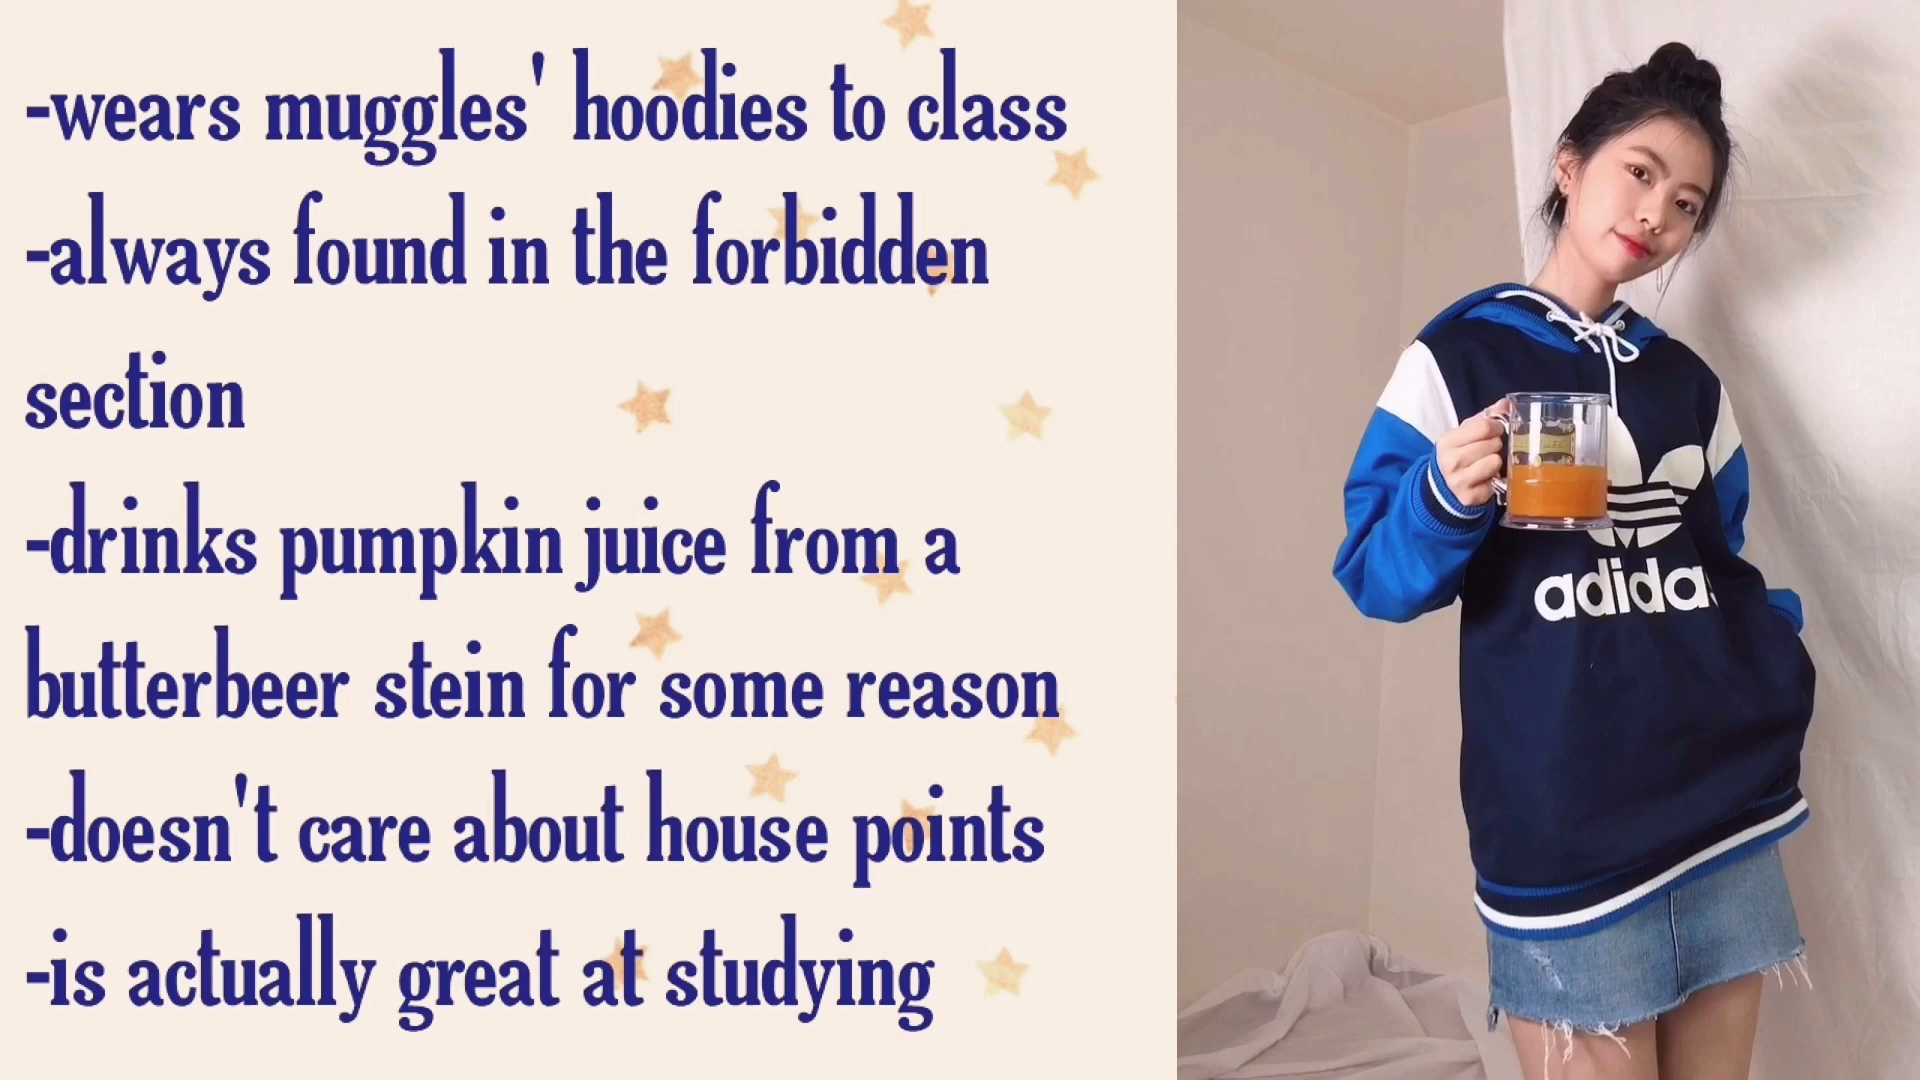 -wears muggles' hoodies to class
-always found in the forbidden
section
-drinks pumpkin juice from a
butterbeer stein for some reason
-doesn't care about house points
-is actually great at studying
adidas